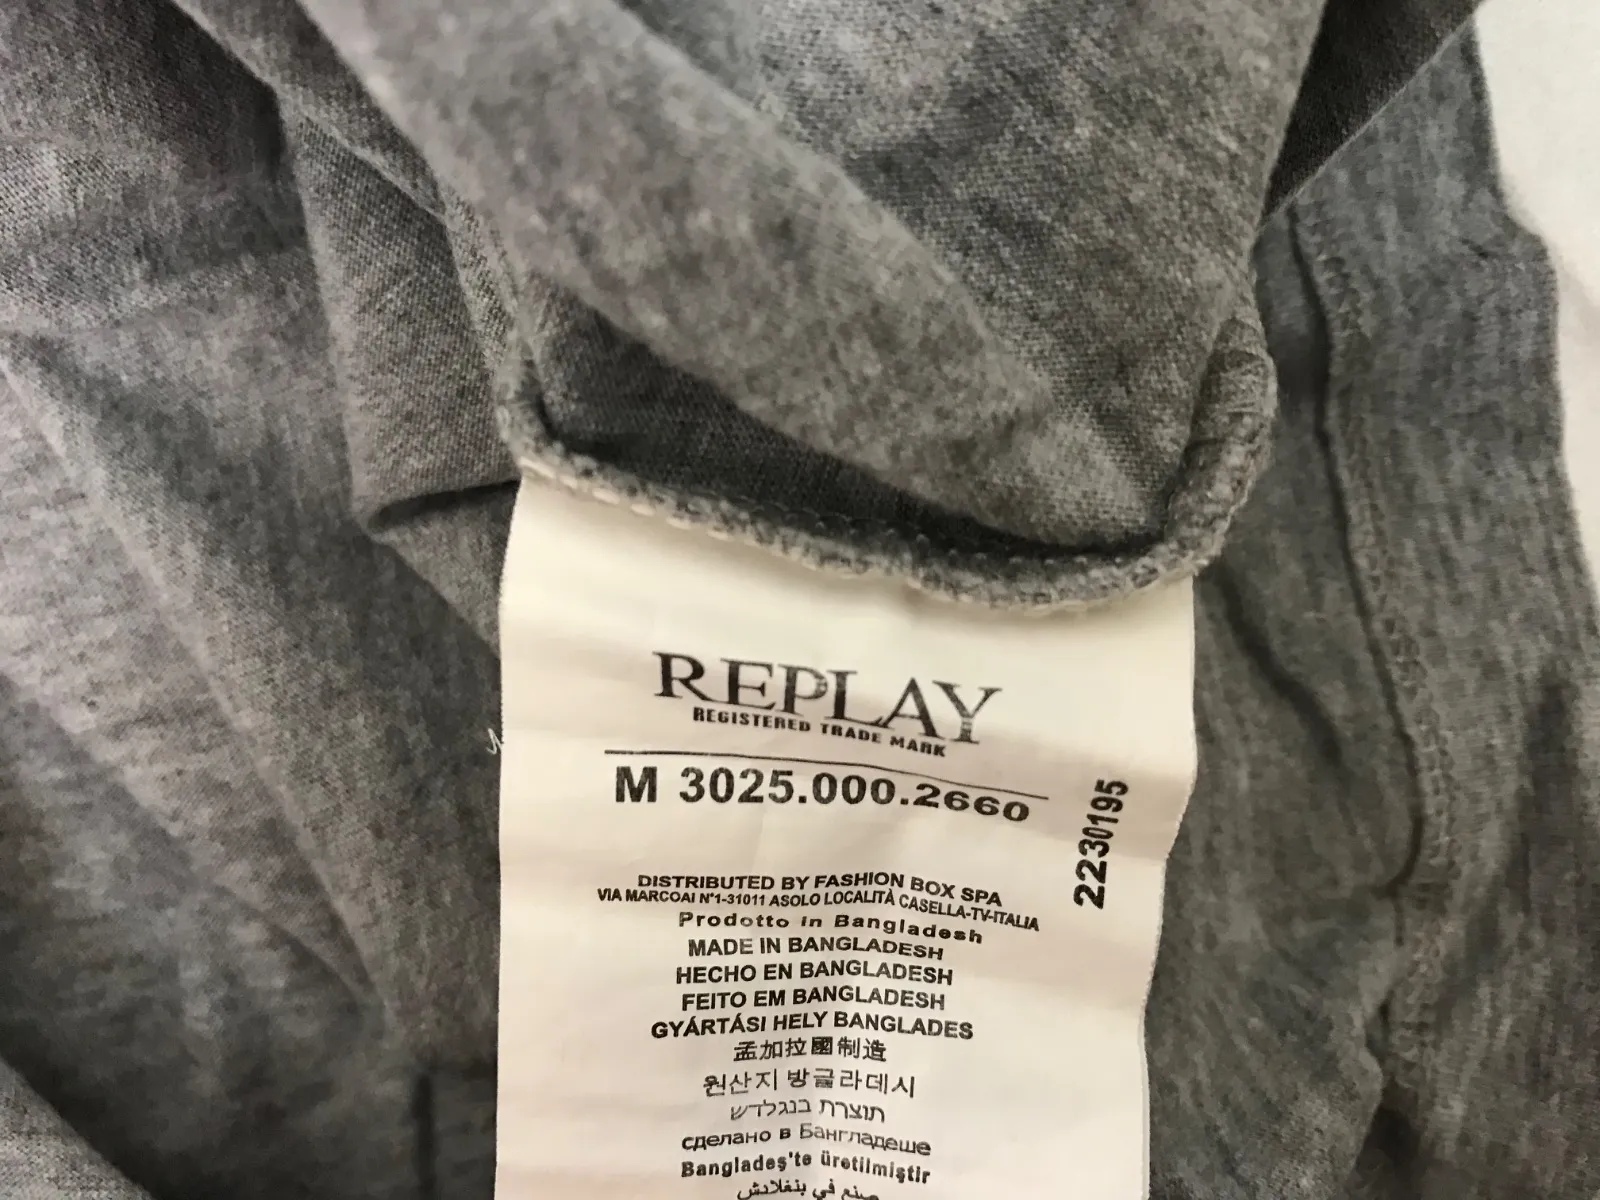 REPLAY
REGISTERED TRADE MARK
M 3025.000.2660
2230195
DISTRIBUTED BY FASHION BOX SPA
VIA MARCOAI N°1-31011 ASOLO LOCALITÀ CASELLA-TV-ITALIA
Prodotto in Bangladesh
MADE IN BANGLADESH
HECHO EN BANGLADESH
FEITO EM BANGLADESH
GYÁRTÁSI HELY BANGLADES
孟加拉國制造
원산지 방글라데시
תוצרת בנגלדש
сделано в Бангладеше
Bangladeş'te üretilmiştir
صنع في بنغلادش